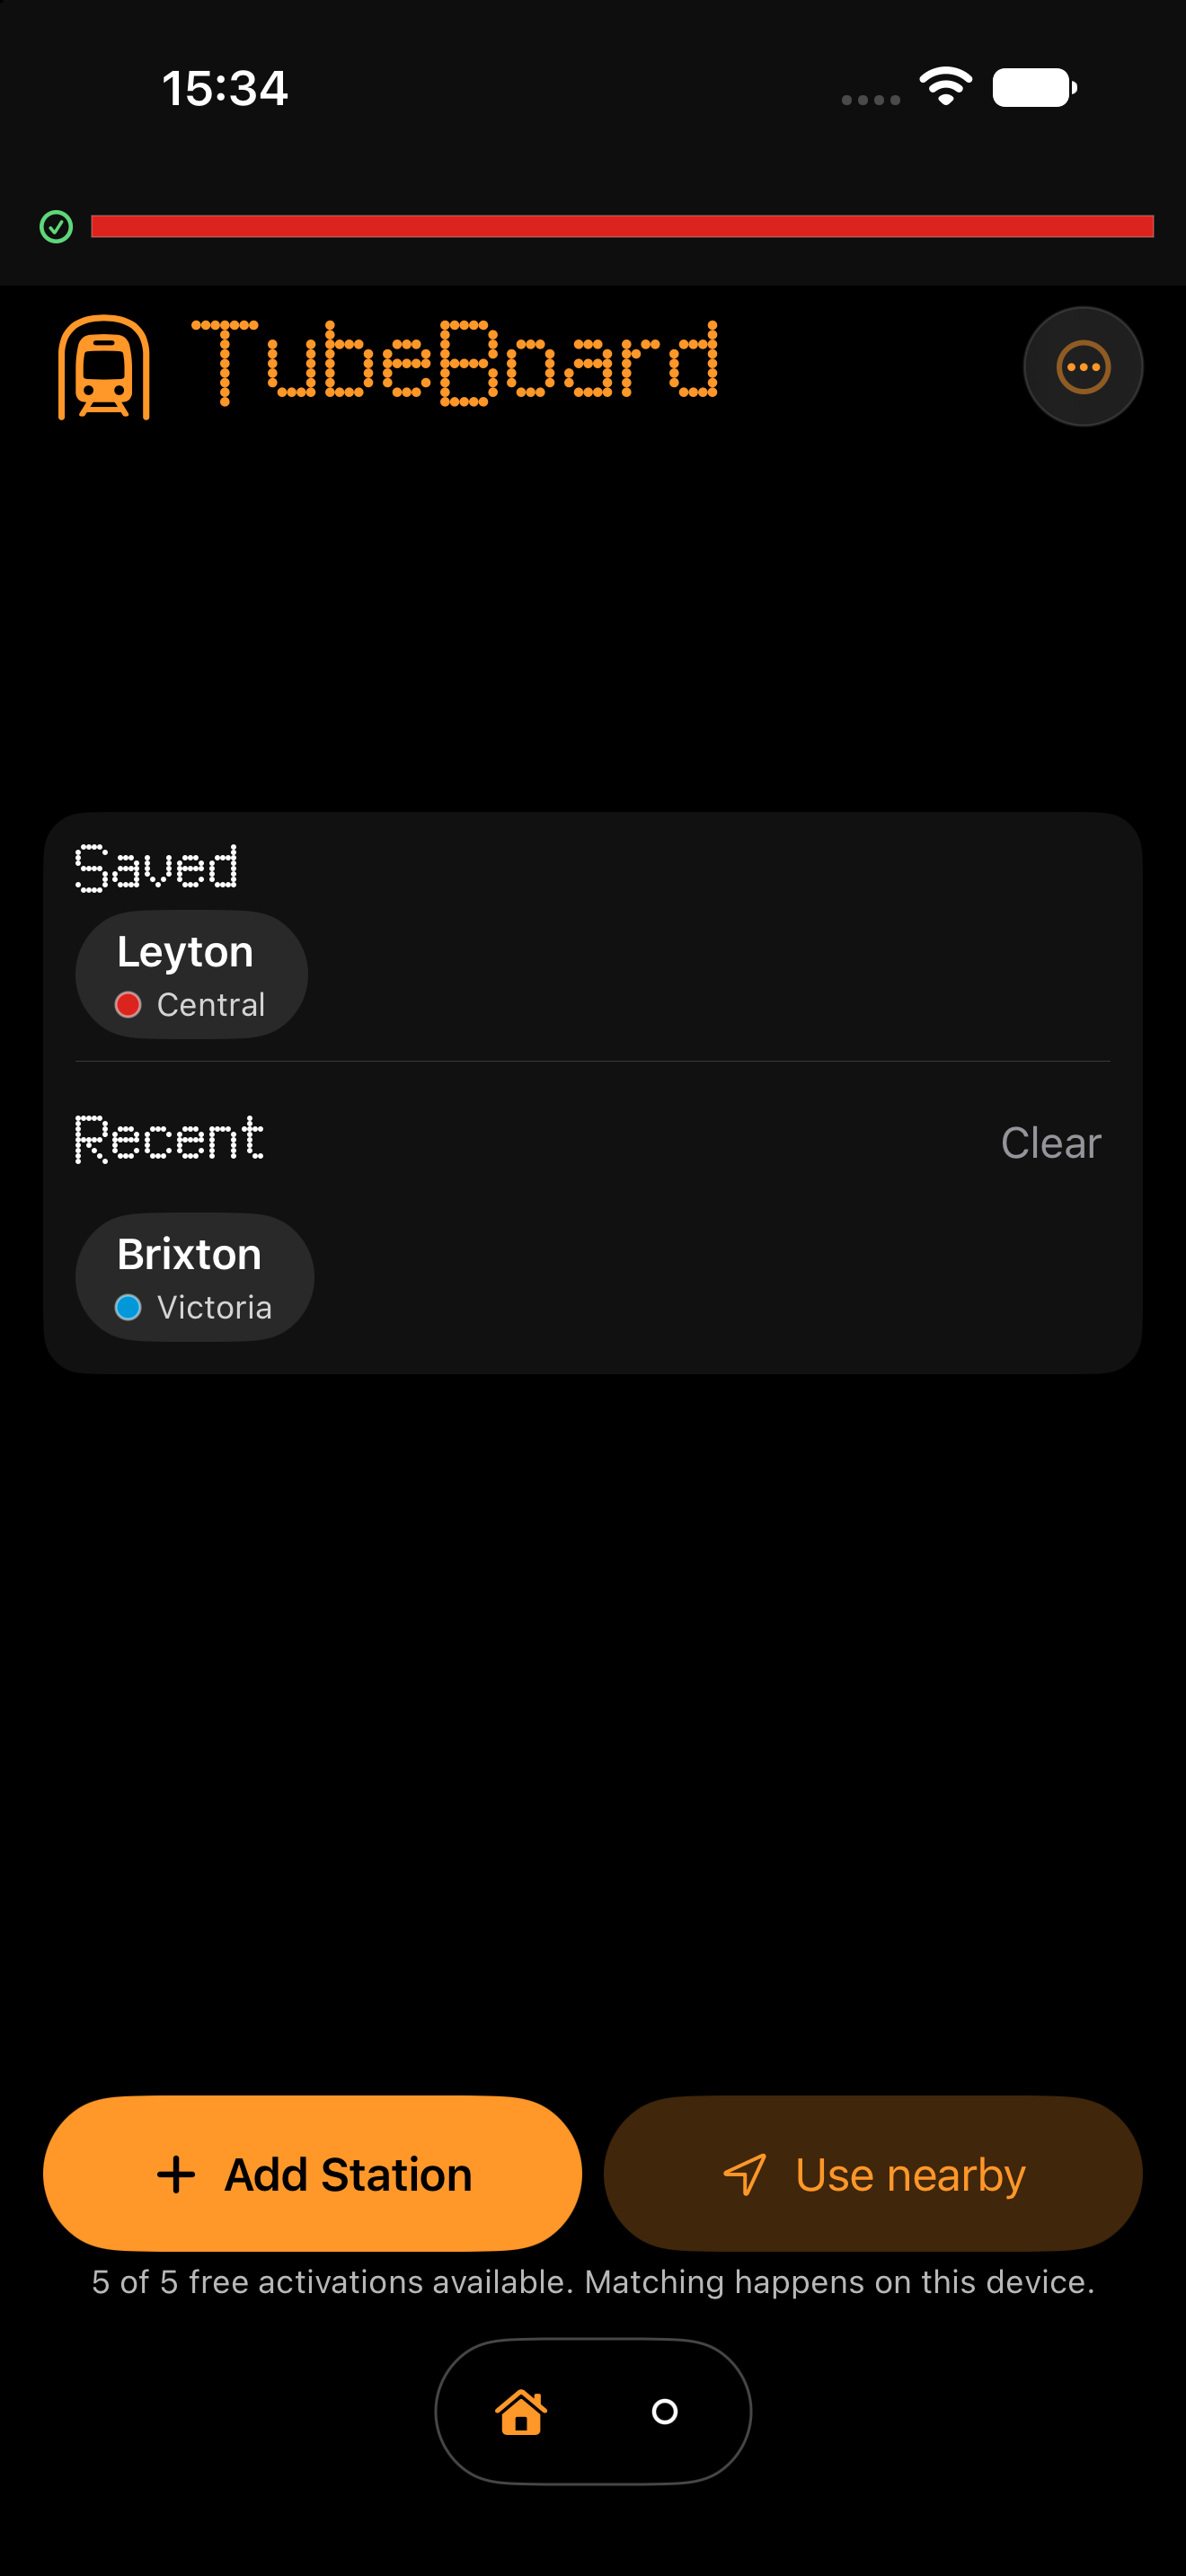 15:34
TubeBoard
Saved
Leyton
Central
Recent
Clear
Brixton
Victoria
Add Station
Use nearby
5 of 5 free activations available. Matching happens on this device.